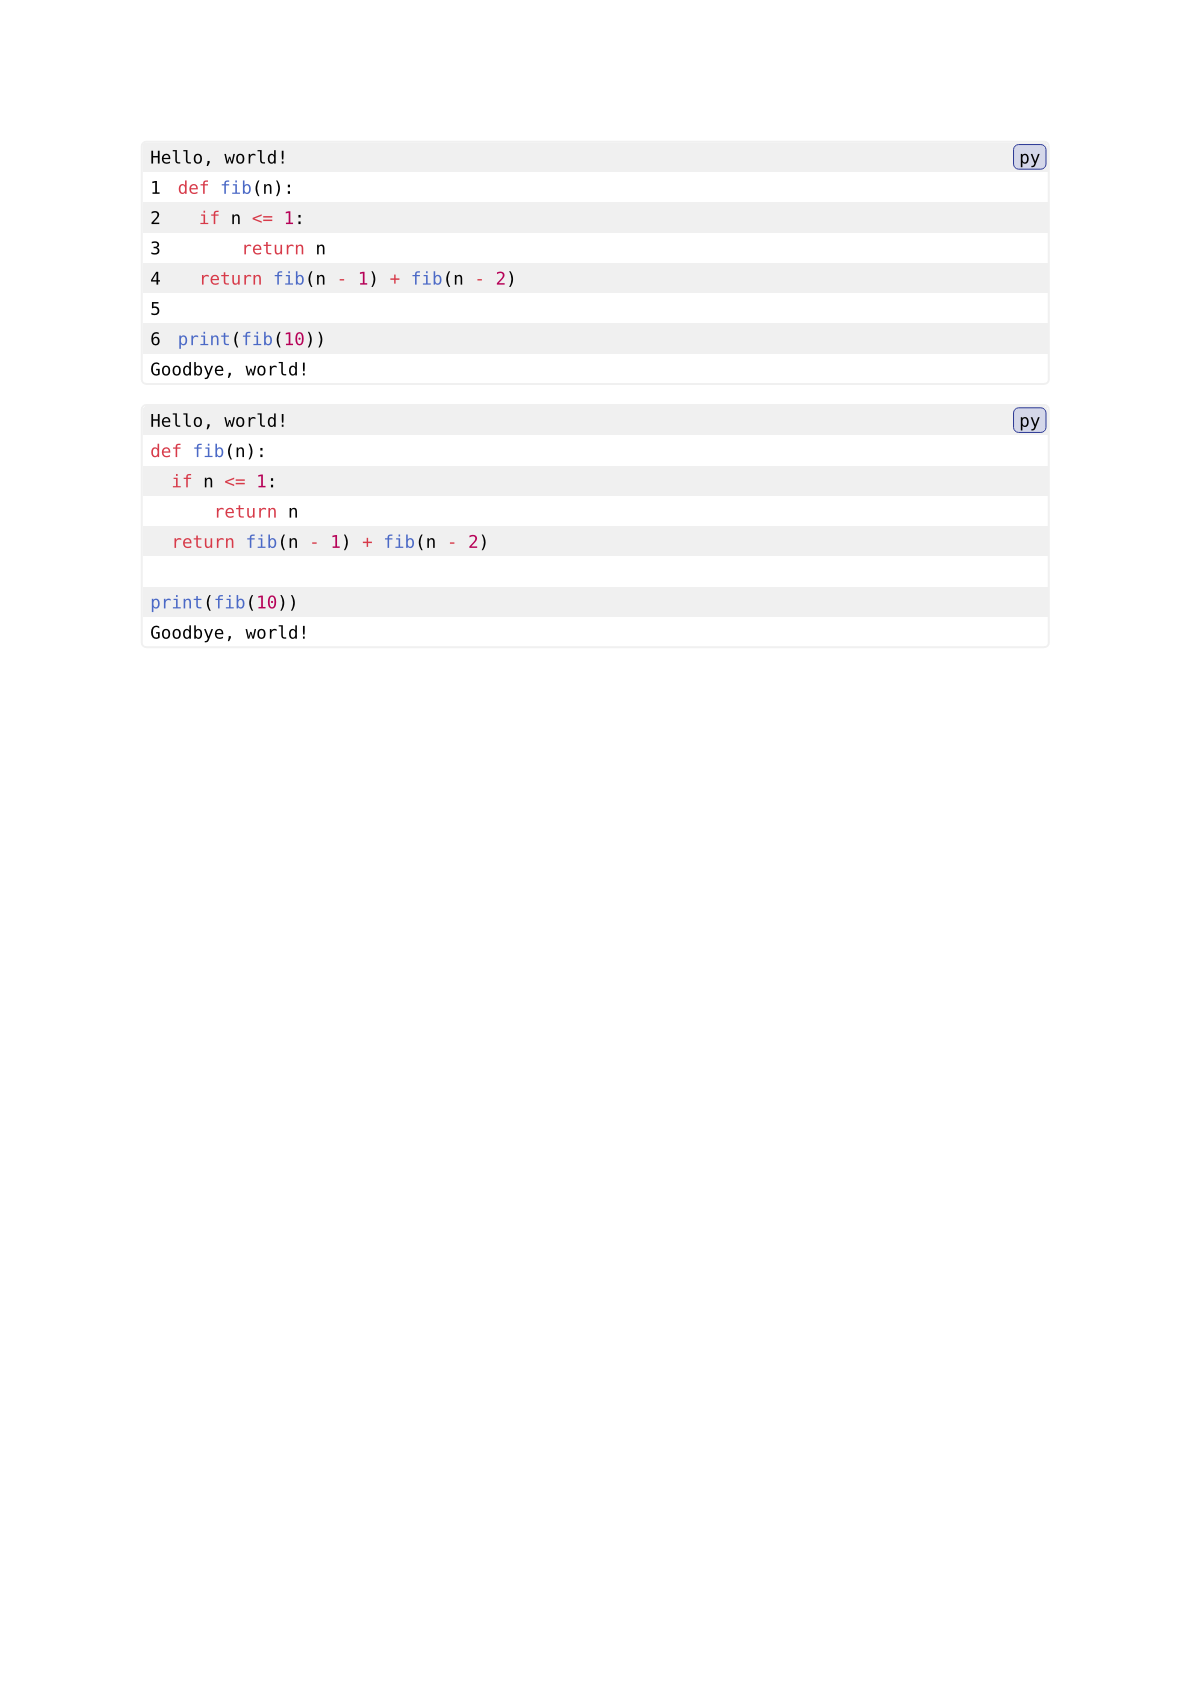 Hello, world! py
1 def fib(n):
2   if n <= 1:
3       return n
4   return fib(n - 1) + fib(n - 2)
5
6 print(fib(10))
Goodbye, world!
Hello, world! py
def fib(n):
  if n <= 1:
      return n
  return fib(n - 1) + fib(n - 2)

print(fib(10))
Goodbye, world!